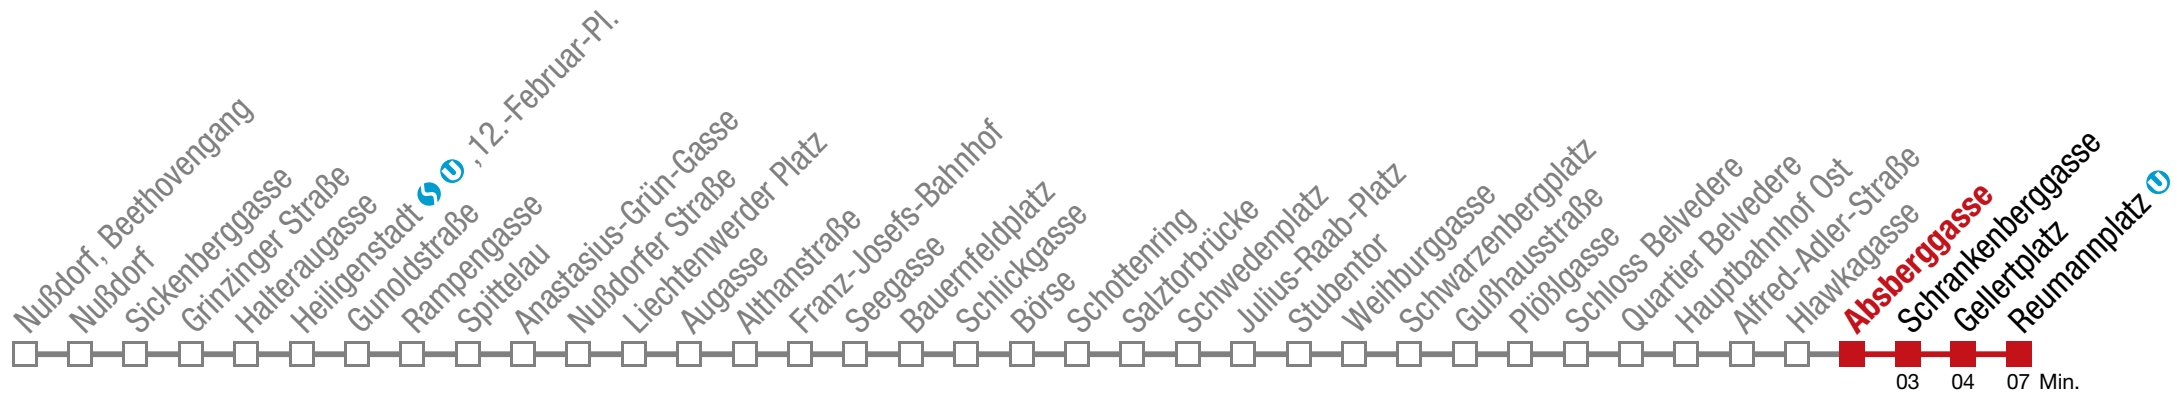 Nußdorf, Beethovengang
Nußdorf
Sickenberggasse
Grinzinger Straße
Halteraugasse
Heiligenstadt S U ,12.-Februar-Pl.
Gunoldstraße
Rampengasse
Spittelau
Anastasius-Grün-Gasse
Nußdorfer Straße
Liechtenwerder Platz
Augasse
Althanstraße
Franz-Josefs-Bahnhof
Seegasse
Bauernfeldplatz
Schlickgasse
Börse
Schottenring
Salztorbrücke
Schwedenplatz
Julius-Raab-Platz
Stubentor
Weihburggasse
Schwarzenbergplatz
Gußhausstraße
Plößlgasse
Schloss Belvedere
Quartier Belvedere
Hauptbahnhof Ost
Alfred-Adler-Straße
Hlawkagasse
Absberggasse
Schrankenberggasse
Gellertplatz
Reumannplatz U
03 04 07 Min.